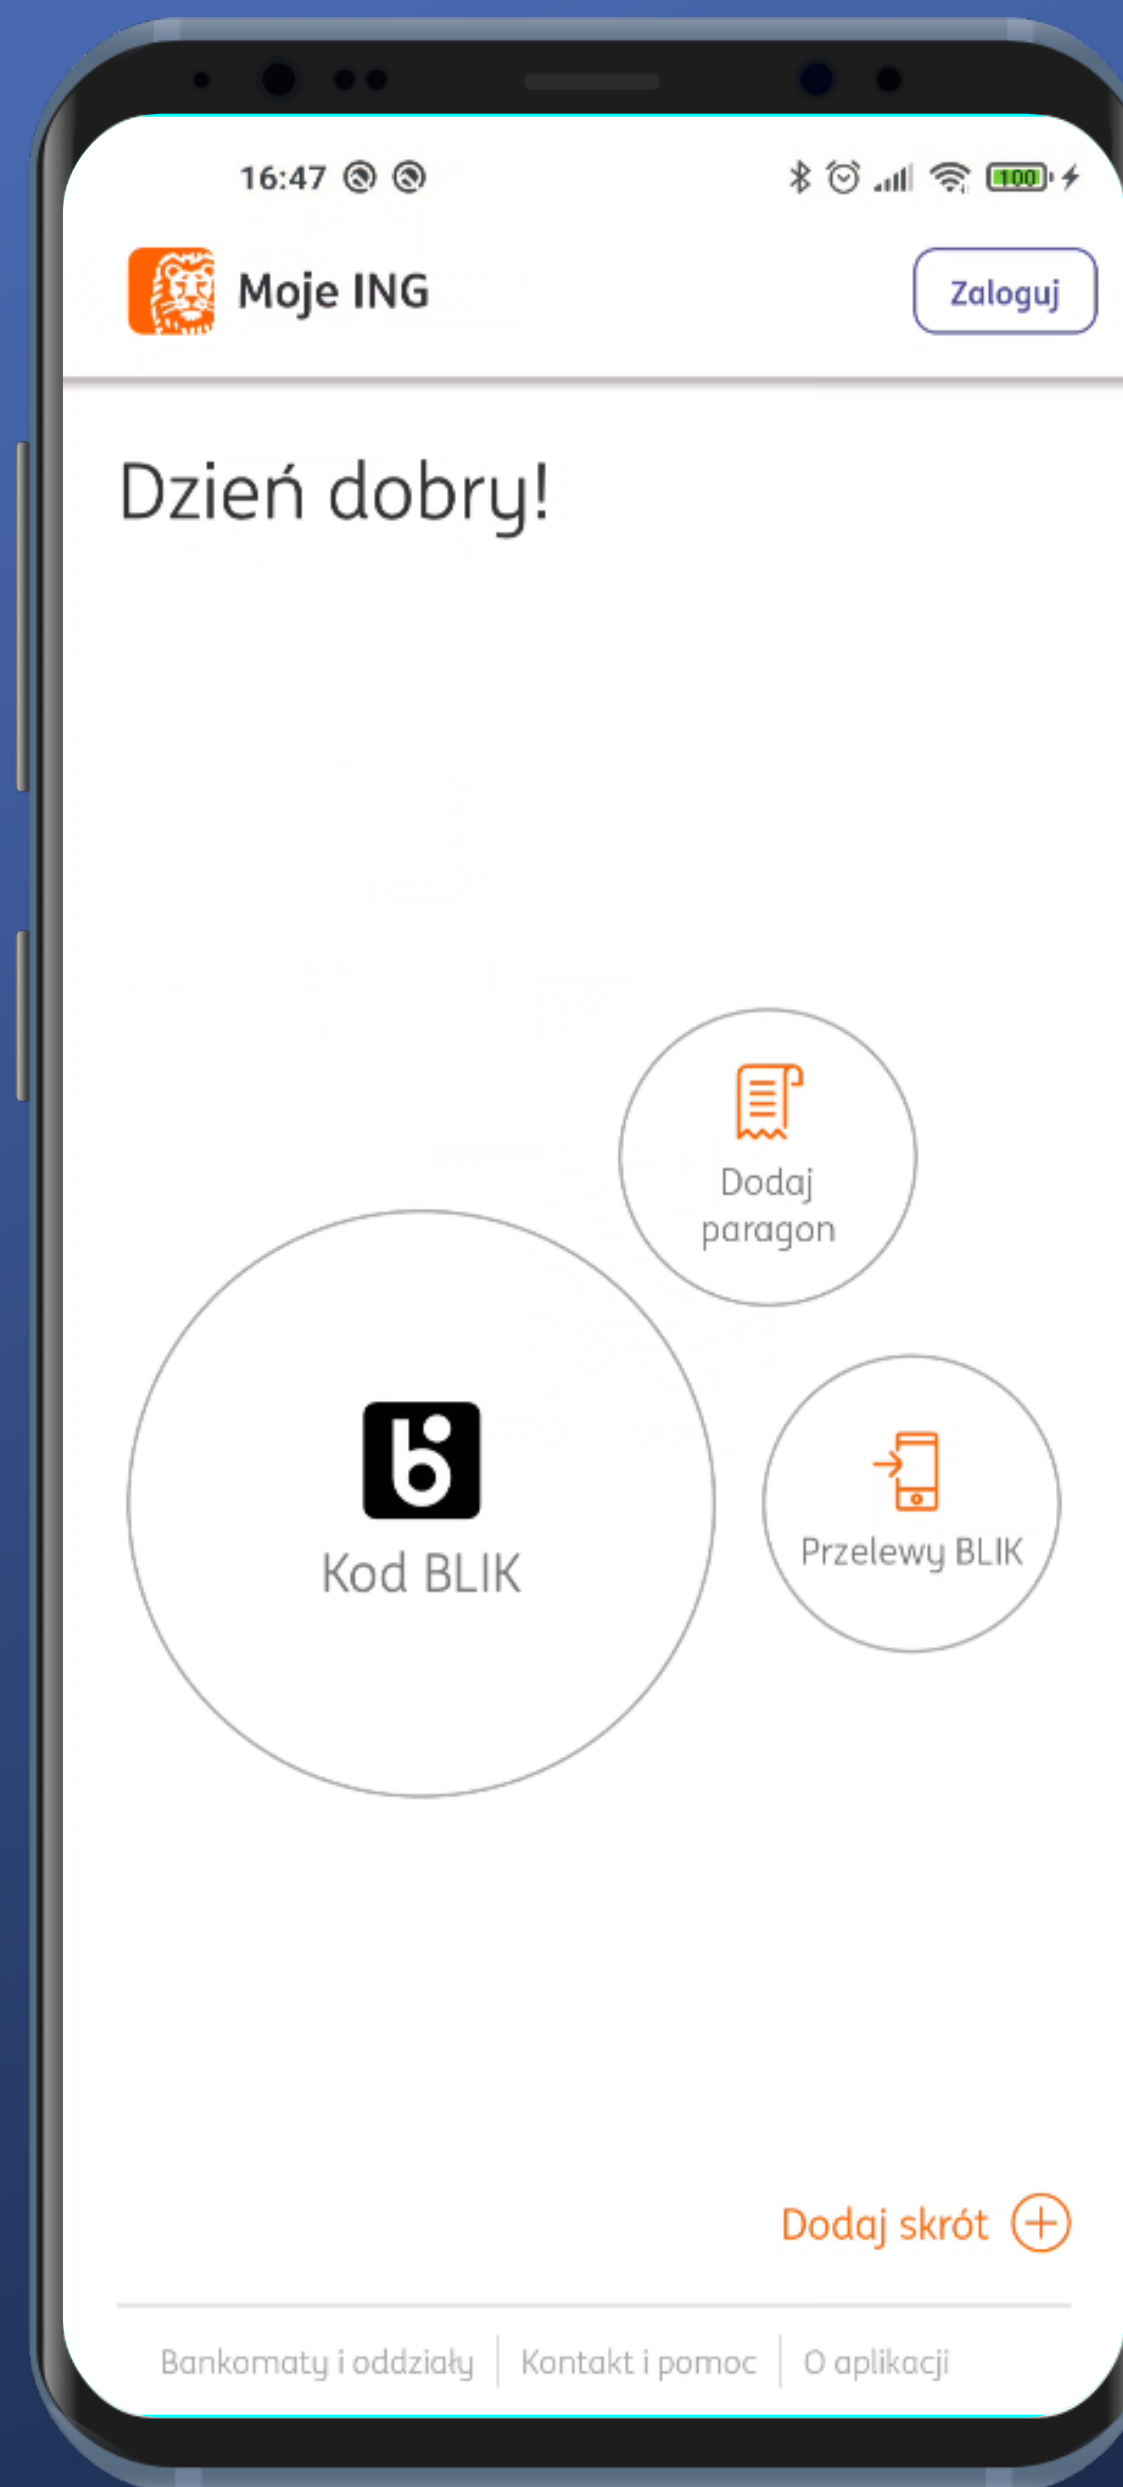 16:47
100
Moje ING
Zaloguj
Dzień dobry!
Dodaj
paragon
Kod BLIK
Przelewy BLIK
Dodaj skrót
Bankomaty i oddziały
Kontakt i pomoc
O aplikacji